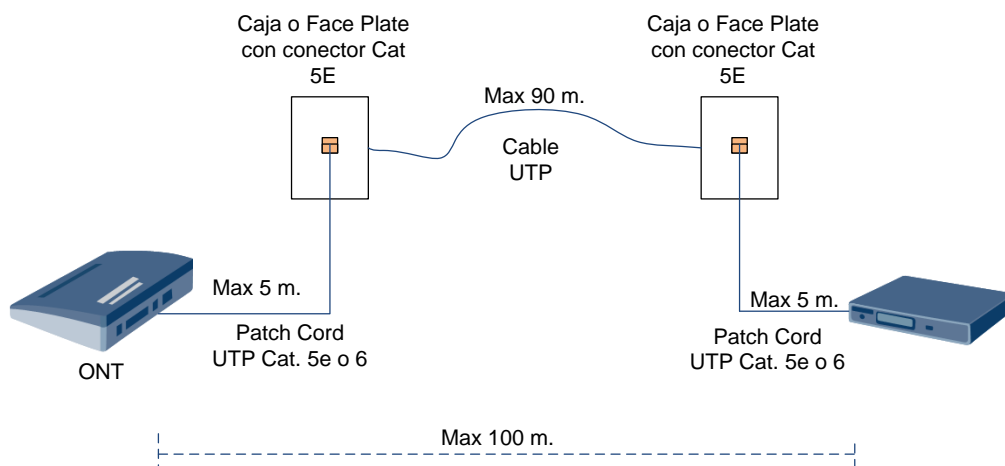 Caja o Face Plate
con conector Cat
5E
Caja o Face Plate
con conector Cat
5E
Max 90 m.
Cable
UTP
Max 5 m.
Patch Cord
UTP Cat. 5e o 6
ONT
Max 5 m.
Patch Cord
UTP Cat. 5e o 6
Max 100 m.